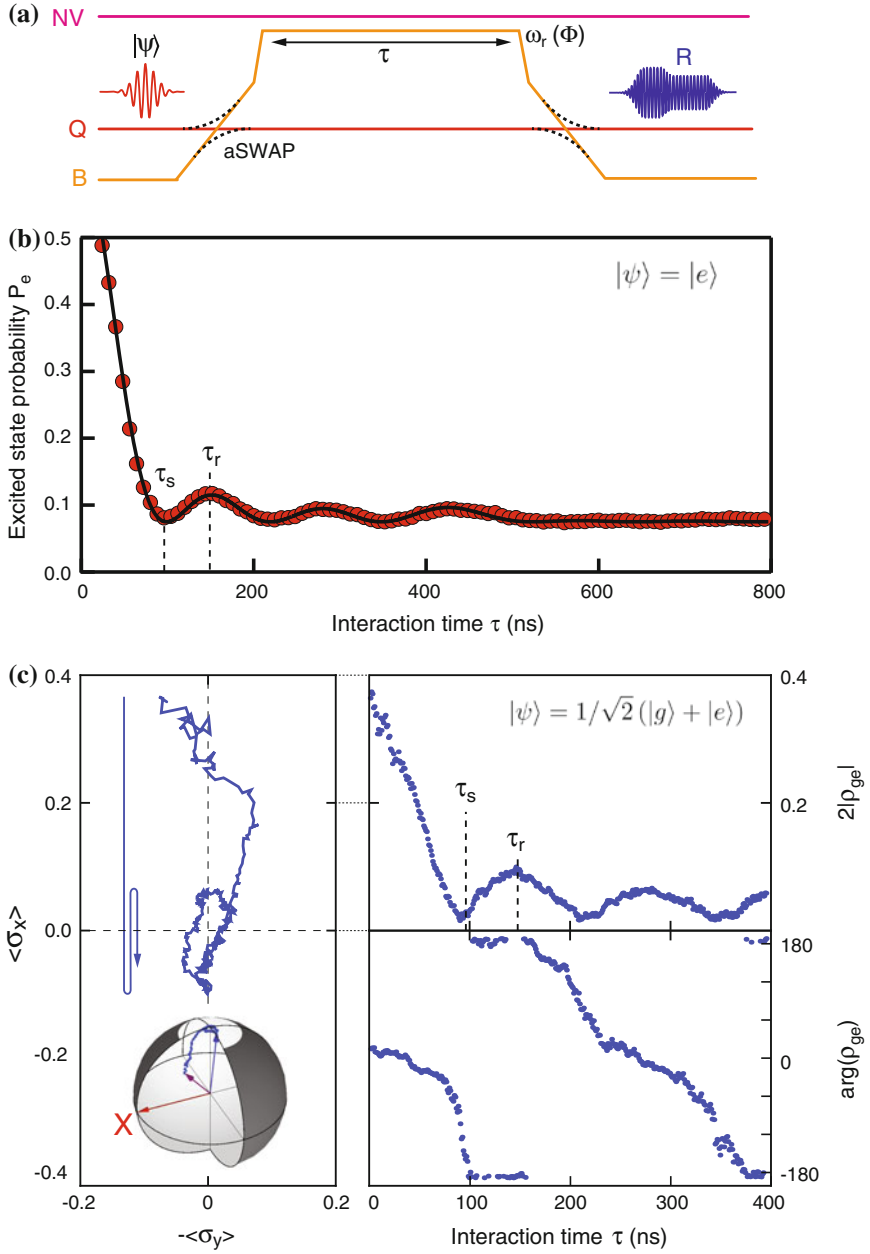 (a)
NV
|ψ⟩
τ
ωr (Φ)
R
Q
aSWAP
B
(b)
0.5
0.4
0.3
0.2
0.1
0.0
Excited state probability Pe
|ψ⟩ = |e⟩
τs
τr
0
200
400
600
800
Interaction time τ (ns)
(c)
0.4
0.2
0.0
-0.2
-0.4
<σx>
X
-0.2
0
0.2
-<σy>
|ψ⟩ = 1/√2 (|g⟩ + |e⟩)
τs
τr
0.4
0.2
2|ρge|
180
0
-180
arg(ρge)
0
100
200
300
400
Interaction time τ (ns)